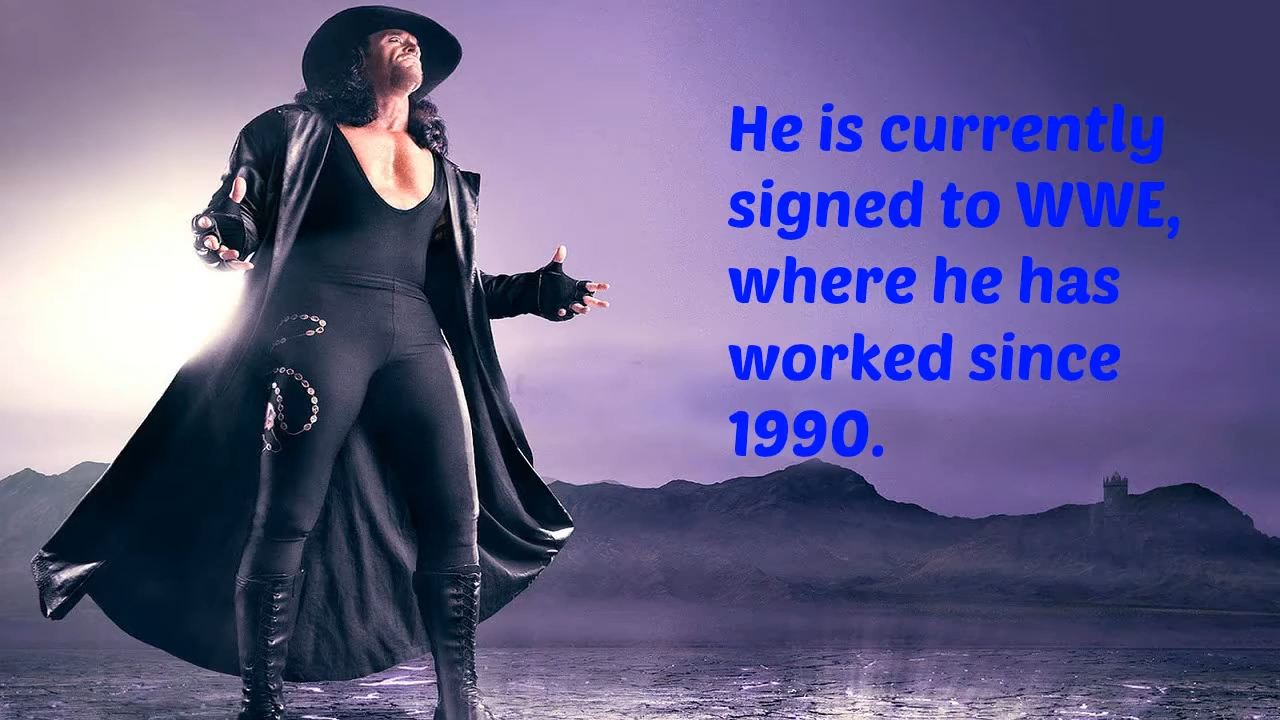 He is currently
signed to WWE,
where he has
worked since
1990.